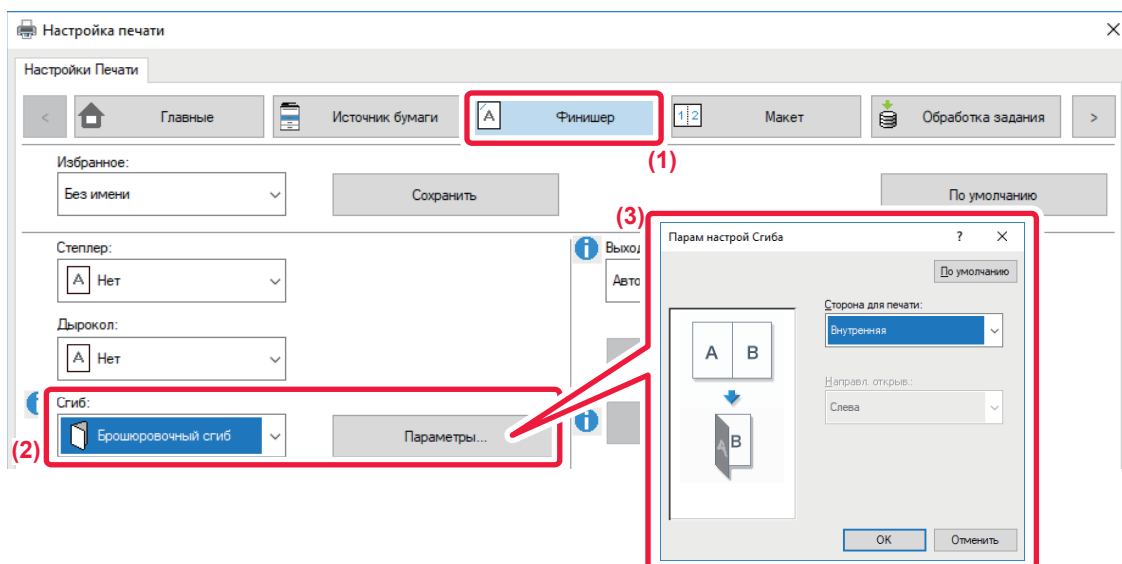 Настройка печати
Настройки Печати
< Главные Источник бумаги A Финишер 1 2 Макет Обработка задания >
(1)
Избранное:
Без имени Сохранить По умолчанию
(3)
Степлер:
A Нет
Дырокол:
A Нет
Сгиб:
(2) Брошюровочный сгиб Параметры...
Парам настрой Сгиба ?
По умолчанию
Сторона для печати:
Внутренняя
A B
Направл. открыв.:
Слева
A B
OK Отменить